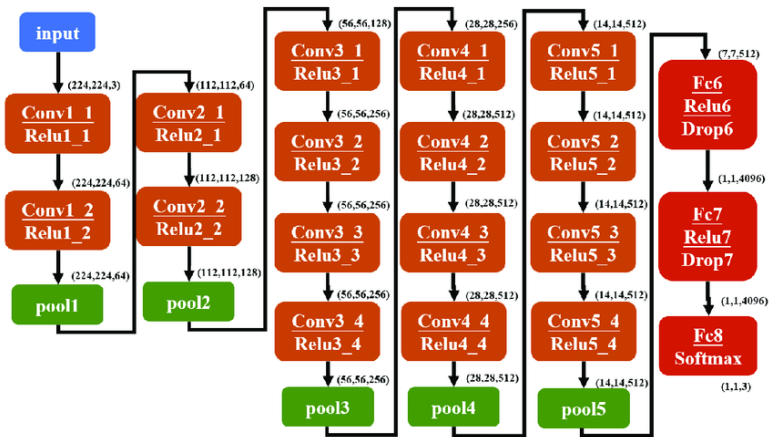 input
(224,224,3)
Conv1_1
Relu1_1
(224,224,64)
Conv1_2
Relu1_2
(224,224,64)
pool1
(112,112,64)
Conv2_1
Relu2_1
(112,112,128)
Conv2_2
Relu2_2
(112,112,128)
pool2
(56,56,128)
Conv3_1
Relu3_1
(56,56,256)
Conv3_2
Relu3_2
(56,56,256)
Conv3_3
Relu3_3
(56,56,256)
Conv3_4
Relu3_4
(56,56,256)
pool3
(28,28,256)
Conv4_1
Relu4_1
(28,28,512)
Conv4_2
Relu4_2
(28,28,512)
Conv4_3
Relu4_3
(28,28,512)
Conv4_4
Relu4_4
(28,28,512)
pool4
(14,14,512)
Conv5_1
Relu5_1
(14,14,512)
Conv5_2
Relu5_2
(14,14,512)
Conv5_3
Relu5_3
(14,14,512)
Conv5_4
Relu5_4
(14,14,512)
pool5
(7,7,512)
Fc6
Relu6
Drop6
(1,1,4096)
Fc7
Relu7
Drop7
(1,1,4096)
Fc8
Softmax
(1,1,3)